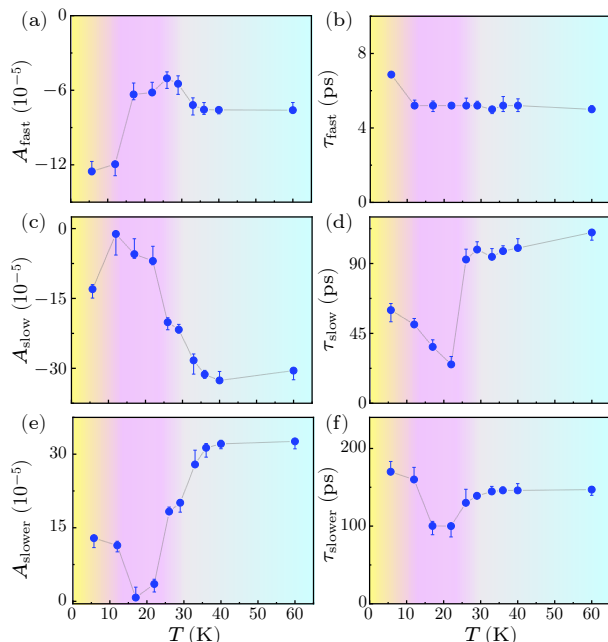 (a)
0
−6
−12
A_fast (10⁻⁵)
(b)
8
4
0
τ_fast (ps)
(c)
0
−15
−30
A_slow (10⁻⁵)
(d)
90
45
0
τ_slow (ps)
(e)
30
15
0
A_slower (10⁻⁵)
(f)
200
100
0
τ_slower (ps)
0 10 20 30 40 50 60
T (K)
0 10 20 30 40 50 60
T (K)